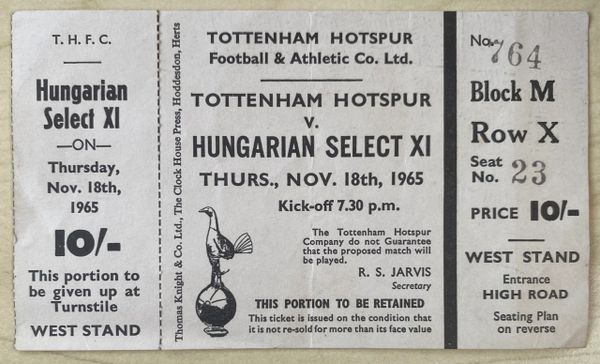 T. H. F. C.
Hungarian
Select XI
—ON—
Thursday,
Nov. 18th,
1965
10/-
This portion to
be given up at
Turnstile
WEST STAND
Thomas Knight & Co. Ltd., The Clock House Press, Hoddesdon, Herts
TOTTENHAM HOTSPUR
Football & Athletic Co. Ltd.
TOTTENHAM HOTSPUR
v.
HUNGARIAN SELECT XI
THURS., NOV. 18th, 1965
Kick-off 7.30 p.m.
The Tottenham Hotspur
Company do not Guarantee
that the proposed match will
be played.
R. S. JARVIS
Secretary
THIS PORTION TO BE RETAINED
This ticket is issued on the condition that
it is not re-sold for more than its face value
No. 764
Block M
Row X
Seat
No. 23
PRICE 10/-
WEST STAND
Entrance
HIGH ROAD
Seating Plan
on reverse